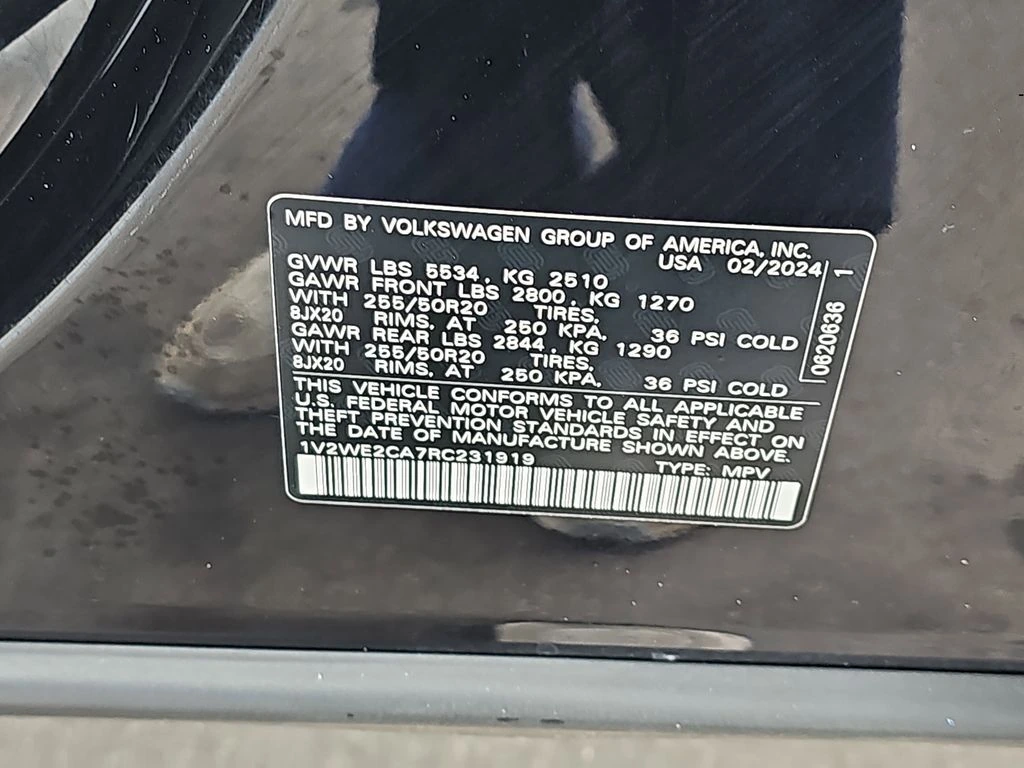 MFD BY VOLKSWAGEN GROUP OF AMERICA, INC.
USA 02/2024
GVWR LBS 5534, KG 2510
GAWR FRONT LBS 2800, KG 1270
WITH 255/50R20 TIRES,
8JX20 RIMS, AT 250 KPA, 36 PSI COLD
GAWR REAR LBS 2844, KG 1290
WITH 255/50R20 TIRES,
8JX20 RIMS, AT 250 KPA, 36 PSI COLD
0620636 1
THIS VEHICLE CONFORMS TO ALL APPLICABLE
U.S. FEDERAL MOTOR VEHICLE SAFETY AND
THEFT PREVENTION STANDARDS IN EFFECT ON
THE DATE OF MANUFACTURE SHOWN ABOVE.
1V2WE2CA7RC231919 TYPE: MPV